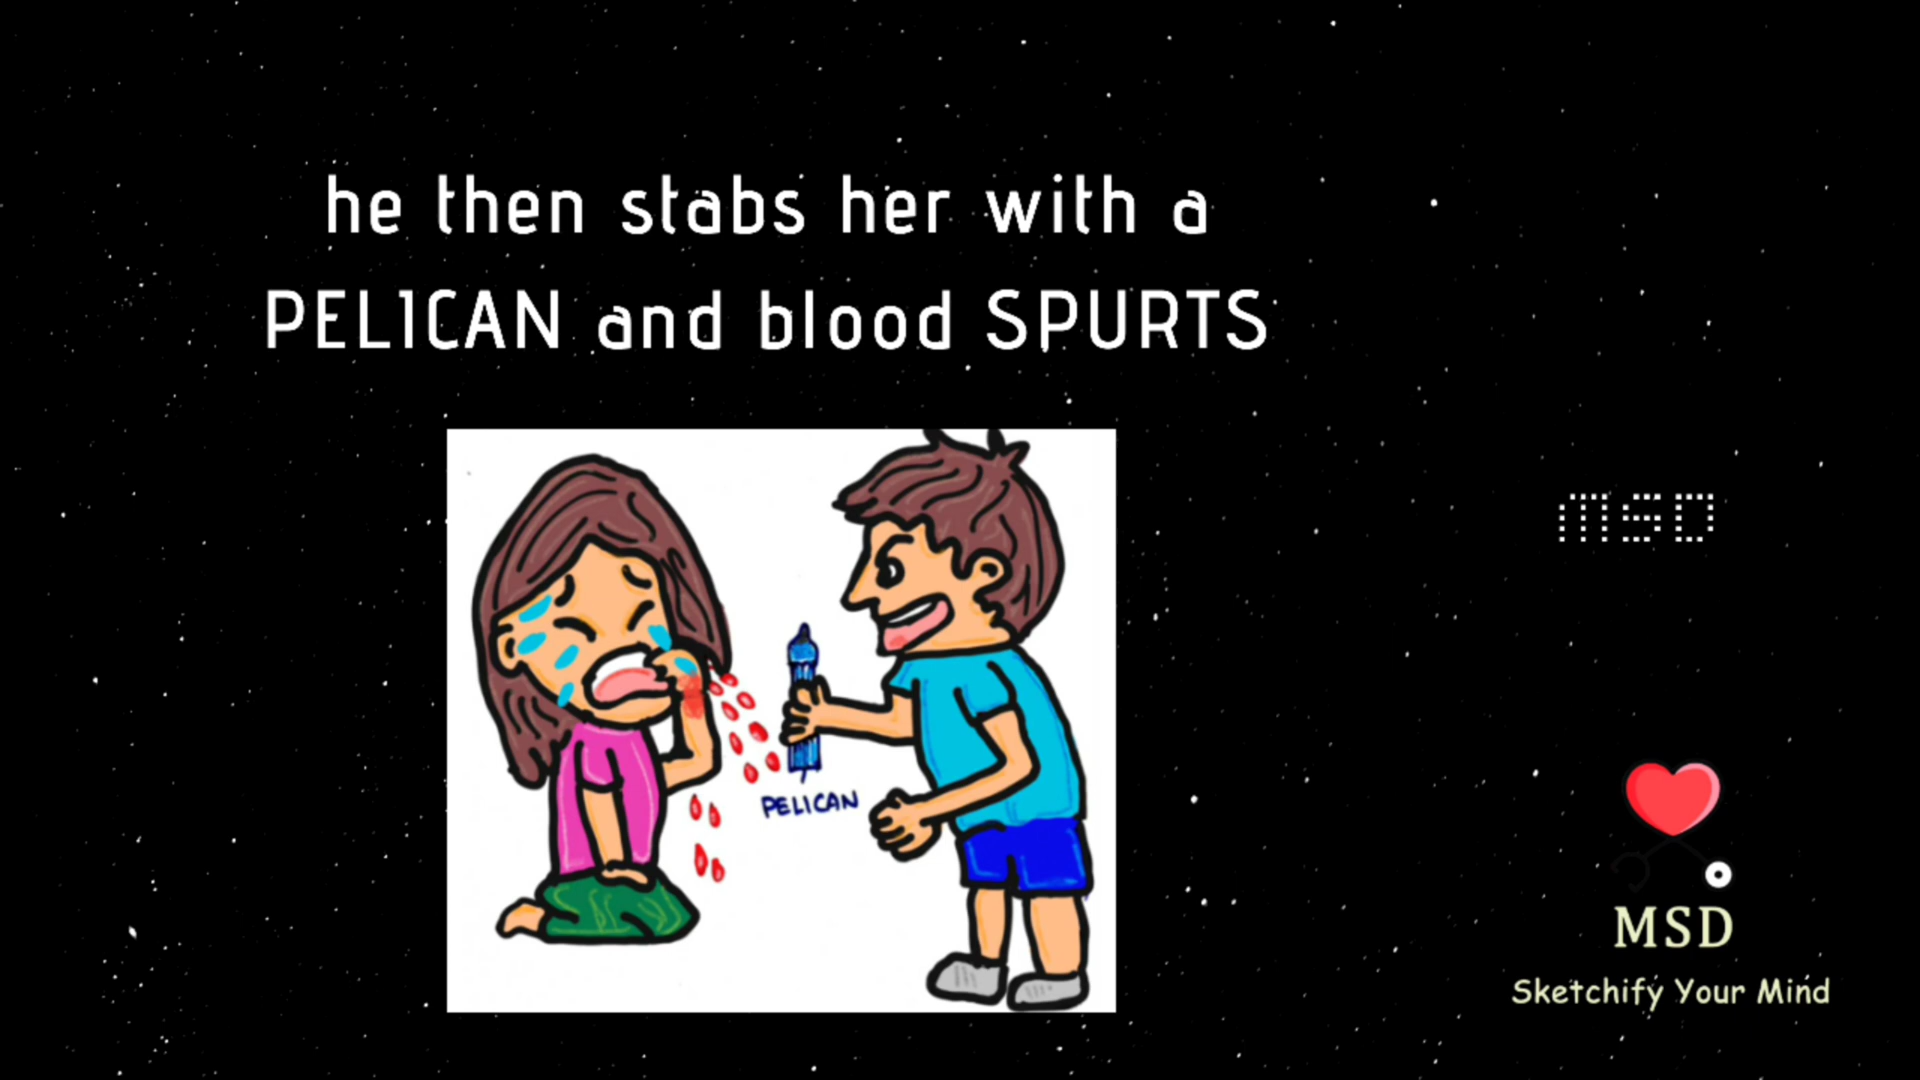 he then stabs her with a
PELICAN and blood SPURTS
PELICAN
MSD
MSD
Sketchify Your Mind